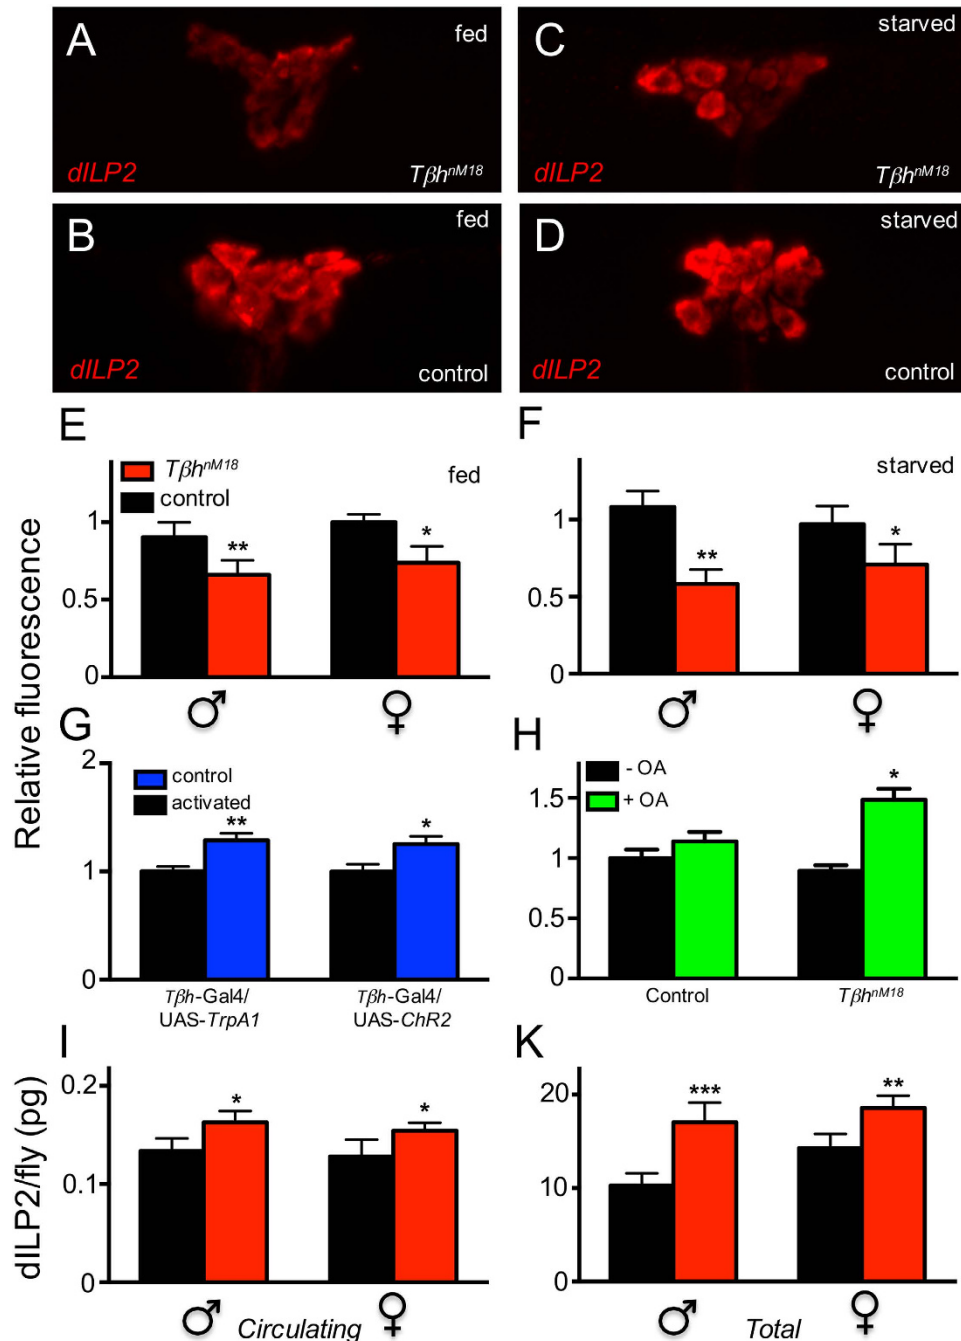 A
fed
dILP2
TβhnM18
C
starved
dILP2
TβhnM18
B
fed
dILP2
control
D
starved
dILP2
control
Relative fluorescence
E
TβhnM18
control
fed
1
0.5
0
**
*
♂
♀
F
starved
1
0.5
0
**
*
♂
♀
G
control
activated
2
1
0
**
*
Tβh-Gal4/
UAS-TrpA1
Tβh-Gal4/
UAS-ChR2
H
- OA
+ OA
1.5
1
0.5
0
*
Control
TβhnM18
dILP2/fly (pg)
I
0.2
0.1
0
*
*
♂ Circulating ♀
K
20
10
0
***
**
♂ Total ♀